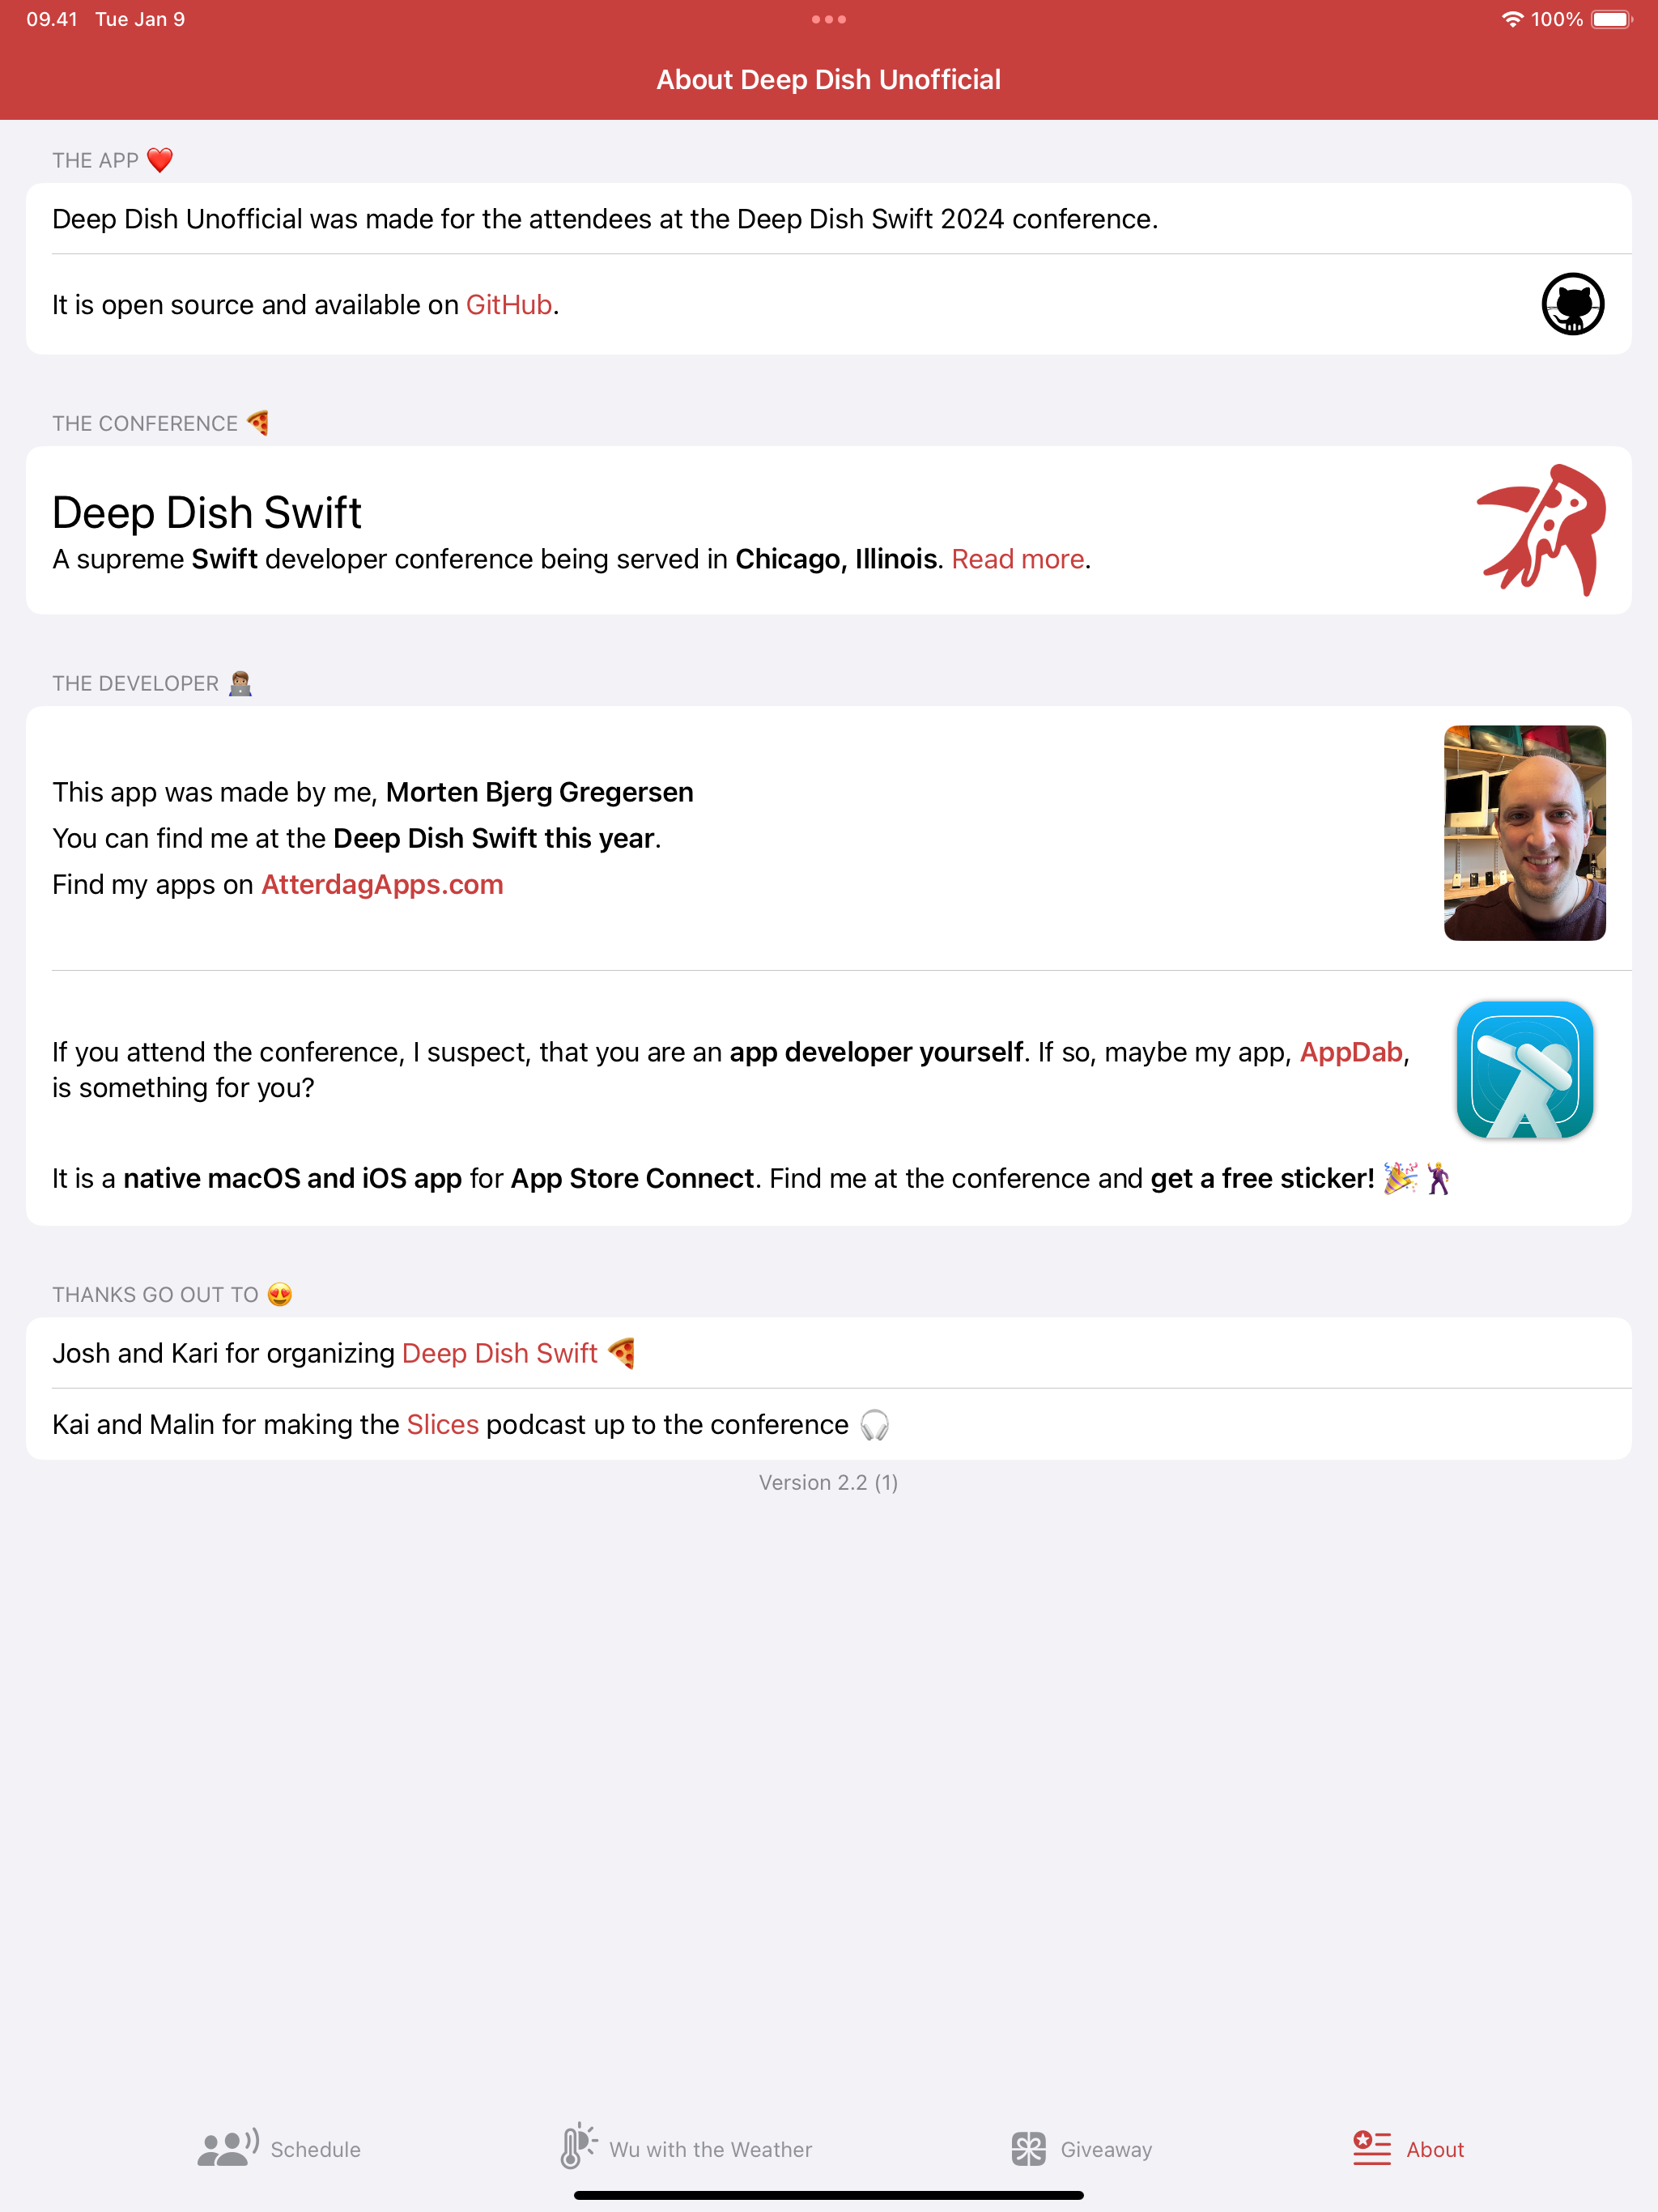 09.41 Tue Jan 9
100%
About Deep Dish Unofficial
THE APP ❤️
Deep Dish Unofficial was made for the attendees at the Deep Dish Swift 2024 conference.
It is open source and available on GitHub.
THE CONFERENCE 🍕
Deep Dish Swift
A supreme Swift developer conference being served in Chicago, Illinois. Read more.
THE DEVELOPER 🧑🏽‍💻
This app was made by me, Morten Bjerg Gregersen
You can find me at the Deep Dish Swift this year.
Find my apps on AtterdagApps.com
If you attend the conference, I suspect, that you are an app developer yourself. If so, maybe my app, AppDab,
is something for you?
It is a native macOS and iOS app for App Store Connect. Find me at the conference and get a free sticker! 🎉🕺
THANKS GO OUT TO 😍
Josh and Kari for organizing Deep Dish Swift 🍕
Kai and Malin for making the Slices podcast up to the conference 🎧
Version 2.2 (1)
Schedule
Wu with the Weather
Giveaway
About